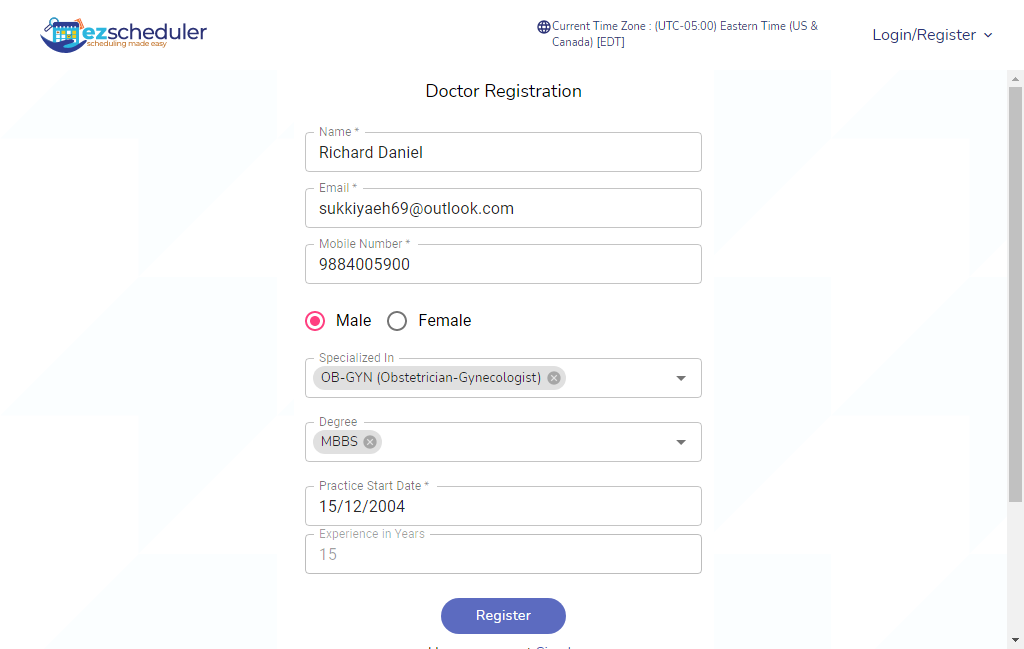 ezscheduler
scheduling made easy
Current Time Zone : (UTC-05:00) Eastern Time (US &
Canada) [EDT]
Login/Register
Doctor Registration
Name *
Richard Daniel
Email *
sukkiyaeh69@outlook.com
Mobile Number *
9884005900
Male Female
Specialized In
OB-GYN (Obstetrician-Gynecologist)
Degree
MBBS
Practice Start Date *
15/12/2004
Experience in Years
15
Register